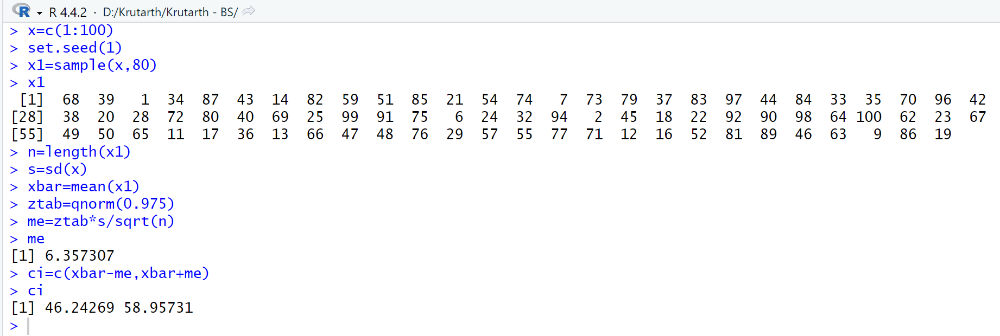 R R 4.4.2 · D:/Krutarth/Krutarth - BS/
> x=c(1:100)
> set.seed(1)
> x1=sample(x,80)
> x1
[1] 68 39 1 34 87 43 14 82 59 51 85 21 54 74 7 73 79 37 83 97 44 84 33 35 70 96 42
[28] 38 20 28 72 80 40 69 25 99 91 75 6 24 32 94 2 45 18 22 92 90 98 64 100 62 23 67
[55] 49 50 65 11 17 36 13 66 47 48 76 29 57 55 77 71 12 16 52 81 89 46 63 9 86 19
> n=length(x1)
> s=sd(x)
> xbar=mean(x1)
> ztab=qnorm(0.975)
> me=ztab*s/sqrt(n)
> me
[1] 6.357307
> ci=c(xbar-me,xbar+me)
> ci
[1] 46.24269 58.95731
>